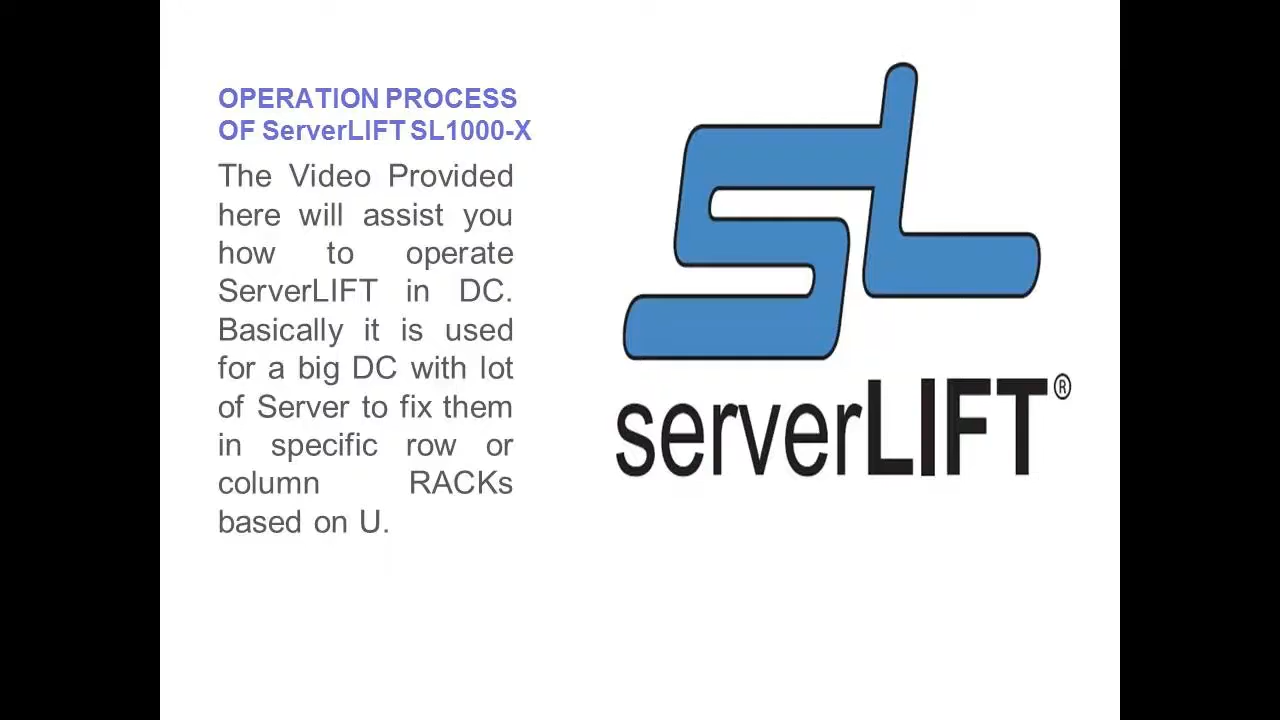 OPERATION PROCESS
OF ServerLIFT SL1000-X
The Video Provided
here will assist you
how to operate
ServerLIFT in DC.
Basically it is used
for a big DC with lot
of Server to fix them
in specific row or
column RACKs
based on U.
SL
serverLIFT®